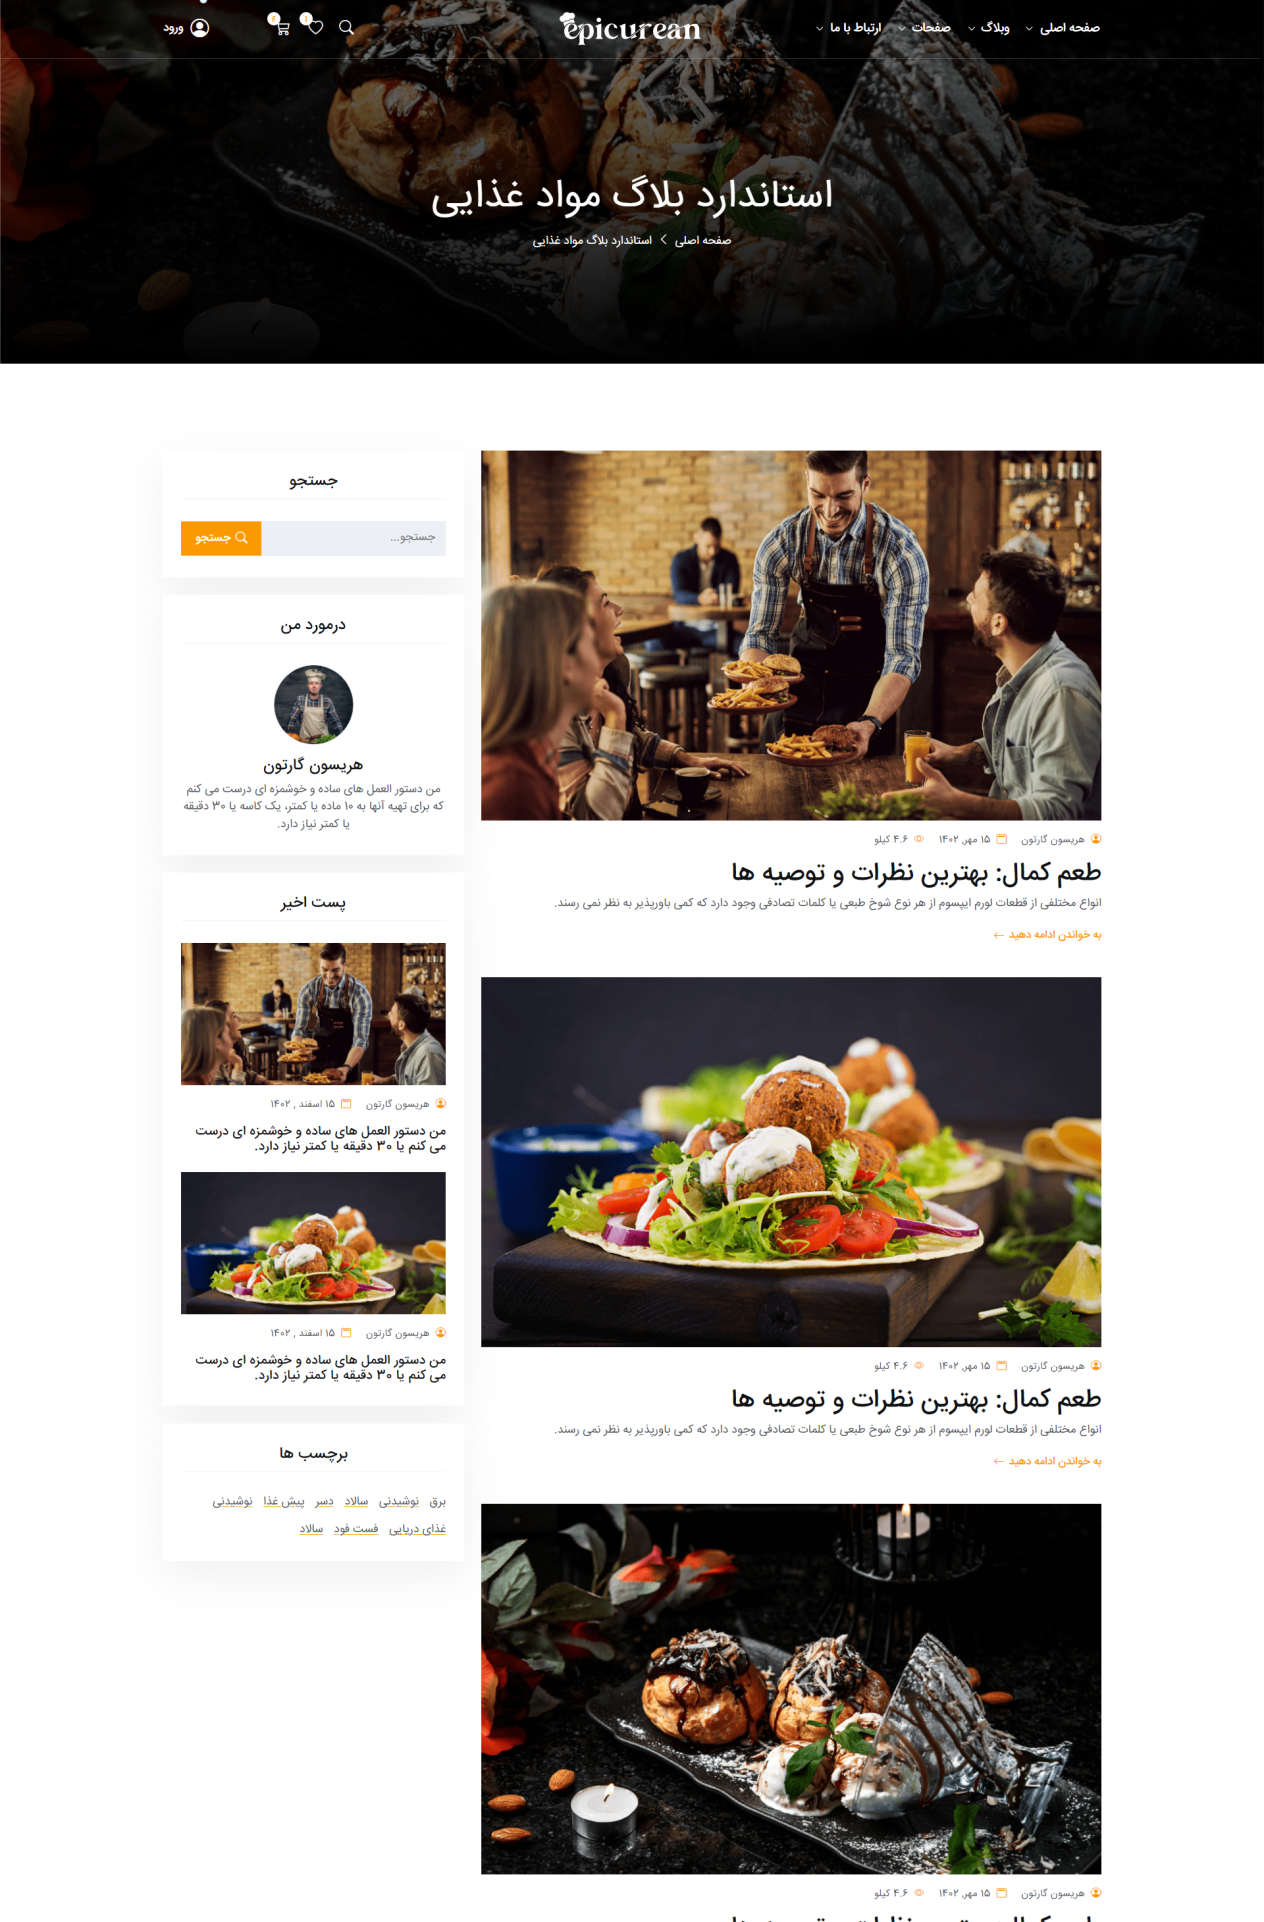 صفحه اصلی
وبلاگ
صفحات
ارتباط با ما
epicurean
۱
۴
ورود
استاندارد بلاگ مواد غذایی
صفحه اصلی
استاندارد بلاگ مواد غذایی
هریسون گارتون
۱۵ مهر, ۱۴۰۲
۴.۶ کیلو
طعم کمال: بهترین نظرات و توصیه ها
انواع مختلفی از قطعات لورم ایپسوم از هر نوع شوخ طبعی یا کلمات تصادفی وجود دارد که کمی باورپذیر به نظر نمی رسند.
به خواندن ادامه دهید
هریسون گارتون
۱۵ مهر, ۱۴۰۲
۴.۶ کیلو
طعم کمال: بهترین نظرات و توصیه ها
انواع مختلفی از قطعات لورم ایپسوم از هر نوع شوخ طبعی یا کلمات تصادفی وجود دارد که کمی باورپذیر به نظر نمی رسند.
به خواندن ادامه دهید
هریسون گارتون
۱۵ مهر, ۱۴۰۲
۴.۶ کیلو
جستجو
جستجو...
جستجو
درمورد من
هریسون گارتون
من دستور العمل های ساده و خوشمزه ای درست می کنم
که برای تهیه آنها به ۱۰ ماده یا کمتر، یک کاسه یا ۳۰ دقیقه
یا کمتر نیاز دارد.
پست اخیر
هریسون گارتون
۱۵ اسفند , ۱۴۰۲
من دستور العمل های ساده و خوشمزه ای درست
می کنم یا ۳۰ دقیقه یا کمتر نیاز دارد.
هریسون گارتون
۱۵ اسفند , ۱۴۰۲
من دستور العمل های ساده و خوشمزه ای درست
می کنم یا ۳۰ دقیقه یا کمتر نیاز دارد.
برچسب ها
برق نوشیدنی سالاد دسر پیش غذا نوشیدنی
غذای دریایی فست فود سالاد